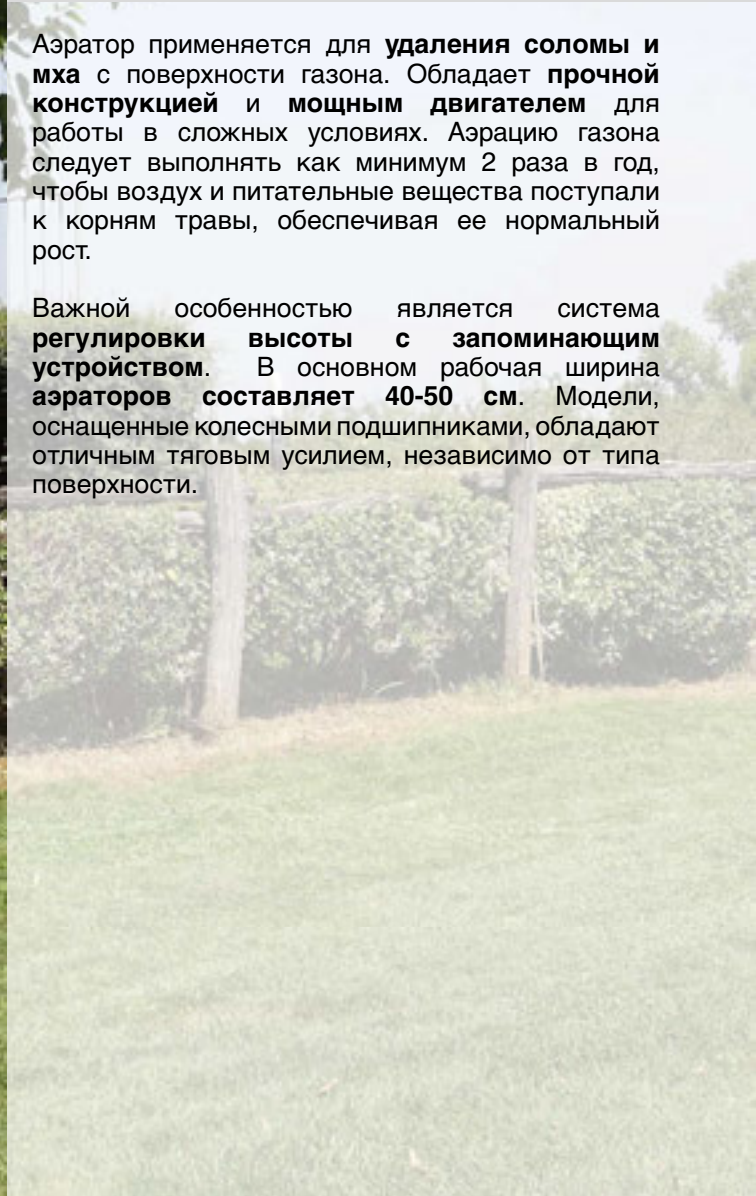 Аэратор применяется для удаления соломы и
мха с поверхности газона. Обладает прочной
конструкцией и мощным двигателем для
работы в сложных условиях. Аэрацию газона
следует выполнять как минимум 2 раза в год,
чтобы воздух и питательные вещества поступали
к корням травы, обеспечивая ее нормальный
рост.
Важной особенностью является система
регулировки высоты с запоминающим
устройством. В основном рабочая ширина
аэраторов составляет 40-50 см. Модели,
оснащенные колесными подшипниками, обладают
отличным тяговым усилием, независимо от типа
поверхности.